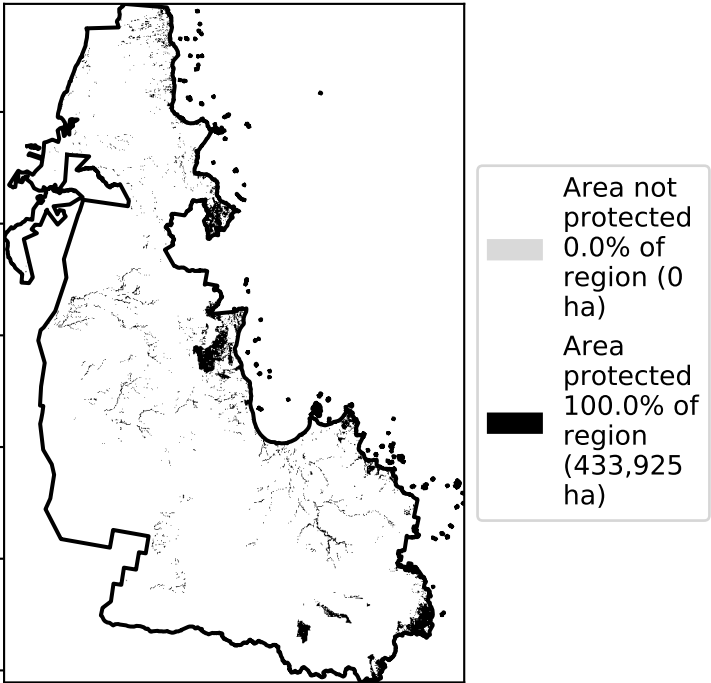 Area not
protected
0.0% of
region (0
ha)
Area
protected
100.0% of
region
(433,925
ha)